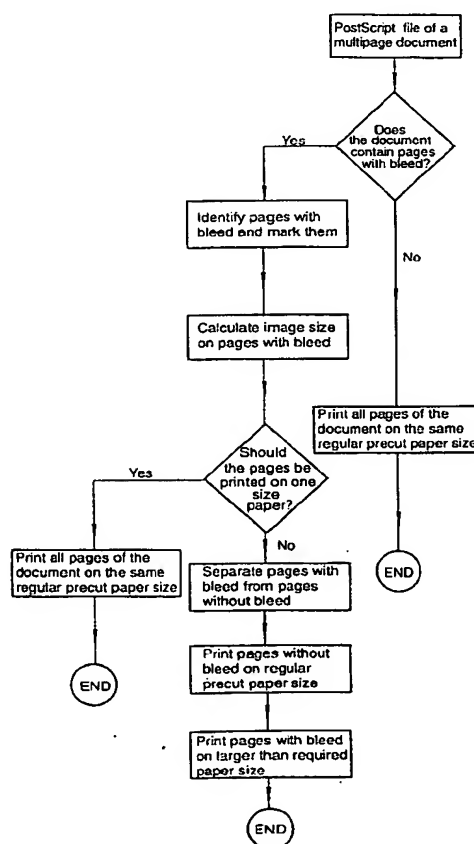 PostScript file of a
multipage document
Does
the document
contain pages
with bleed?
Yes
No
Identify pages with
bleed and mark them
Calculate image size
on pages with bleed
Print all pages of the
document on the same
regular precut paper size
END
Should
the pages be
printed on one
size
paper?
Yes
No
Print all pages of the
document on the same
regular precut paper size
END
Separate pages with
bleed from pages
without bleed
Print pages without
bleed on regular
precut paper size
Print pages with bleed
on larger than required
paper size
END